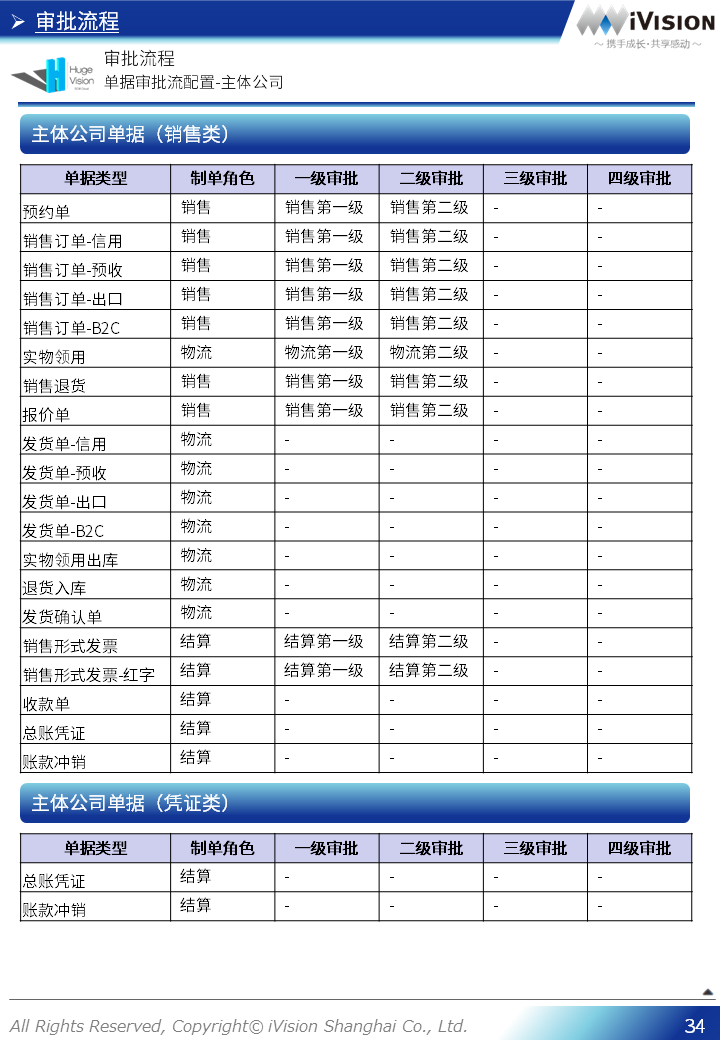 ➢ 审批流程
iVISION
～ 携手成长·共享感动 ～
Huge
Vision
审批流程
单据审批流配置-主体公司
主体公司单据（销售类）
单据类型 制单角色 一级审批 二级审批 三级审批 四级审批
预约单 销售 销售第一级 销售第二级 - -
销售订单-信用 销售 销售第一级 销售第二级 - -
销售订单-预收 销售 销售第一级 销售第二级 - -
销售订单-出口 销售 销售第一级 销售第二级 - -
销售订单-B2C 销售 销售第一级 销售第二级 - -
实物领用 物流 物流第一级 物流第二级 - -
销售退货 销售 销售第一级 销售第二级 - -
报价单 销售 销售第一级 销售第二级 - -
发货单-信用 物流 - - - -
发货单-预收 物流 - - - -
发货单-出口 物流 - - - -
发货单-B2C 物流 - - - -
实物领用出库 物流 - - - -
退货入库 物流 - - - -
发货确认单 物流 - - - -
销售形式发票 结算 结算第一级 结算第二级 - -
销售形式发票-红字 结算 结算第一级 结算第二级 - -
收款单 结算 - - - -
总账凭证 结算 - - - -
账款冲销 结算 - - - -
主体公司单据（凭证类）
单据类型 制单角色 一级审批 二级审批 三级审批 四级审批
总账凭证 结算 - - - -
账款冲销 结算 - - - -
All Rights Reserved, Copyright© iVision Shanghai Co., Ltd.
34